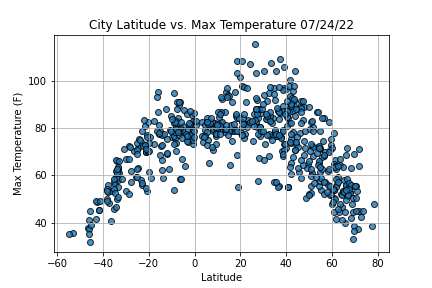 City Latitude vs. Max Temperature 07/24/22
100
80
60
40
Max Temperature (F)
−60 −40 −20 0 20 40 60 80
Latitude